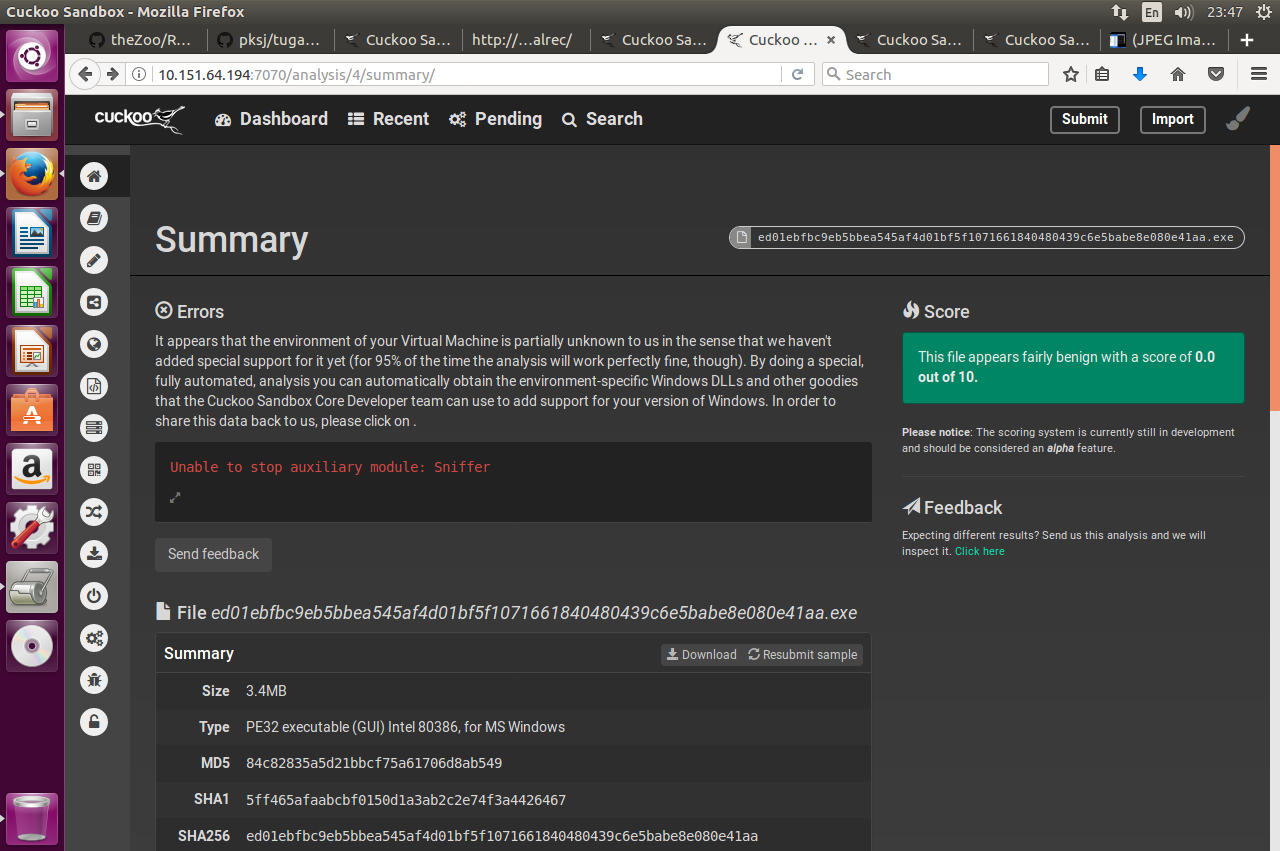 Cuckoo Sandbox - Mozilla Firefox
En
23:47
theZoo/R...
pksj/tuga...
Cuckoo Sa...
http://...alrec/
Cuckoo Sa...
Cuckoo ...
Cuckoo Sa...
Cuckoo Sa...
(JPEG Ima...
10.151.64.194:7070/analysis/4/summary/
Search
cuckoo
Dashboard
Recent
Pending
Search
Submit
Import
Summary
ed01ebfbc9eb5bbea545af4d01bf5f1071661840480439c6e5babe8e080e41aa.exe
Errors
It appears that the environment of your Virtual Machine is partially unknown to us in the sense that we haven't
added special support for it yet (for 95% of the time the analysis will work perfectly fine, though). By doing a special,
fully automated, analysis you can automatically obtain the environment-specific Windows DLLs and other goodies
that the Cuckoo Sandbox Core Developer team can use to add support for your version of Windows. In order to
share this data back to us, please click on .
Unable to stop auxiliary module: Sniffer
Send feedback
Score
This file appears fairly benign with a score of 0.0
out of 10.
Please notice: The scoring system is currently still in development
and should be considered an alpha feature.
Feedback
Expecting different results? Send us this analysis and we will
inspect it. Click here
File ed01ebfbc9eb5bbea545af4d01bf5f1071661840480439c6e5babe8e080e41aa.exe
Summary
Download
Resubmit sample
Size 3.4MB
Type PE32 executable (GUI) Intel 80386, for MS Windows
MD5 84c82835a5d21bbcf75a61706d8ab549
SHA1 5ff465afaabcbf0150d1a3ab2c2e74f3a4426467
SHA256 ed01ebfbc9eb5bbea545af4d01bf5f1071661840480439c6e5babe8e080e41aa